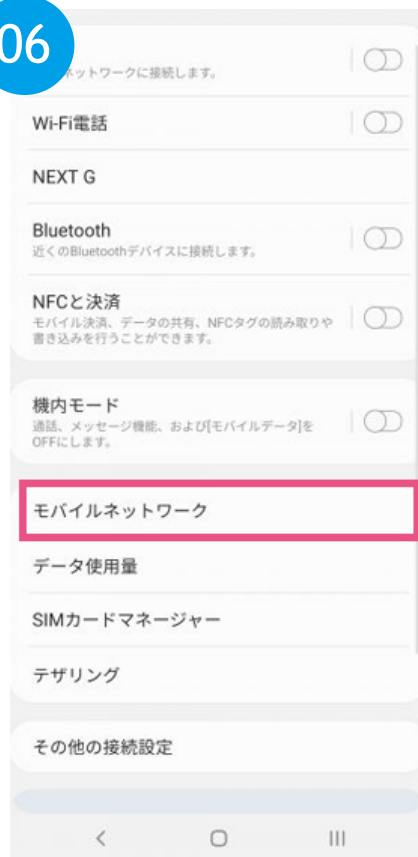 06
ネットワークに接続します。
Wi-Fi電話
NEXT G
Bluetooth
近くのBluetoothデバイスに接続します。
NFCと決済
モバイル決済、データの共有、NFCタグの読み取りや
書き込みを行うことができます。
機内モード
通話、メッセージ機能、および[モバイルデータ]を
OFFにします。
モバイルネットワーク
データ使用量
SIMカードマネージャー
テザリング
その他の接続設定